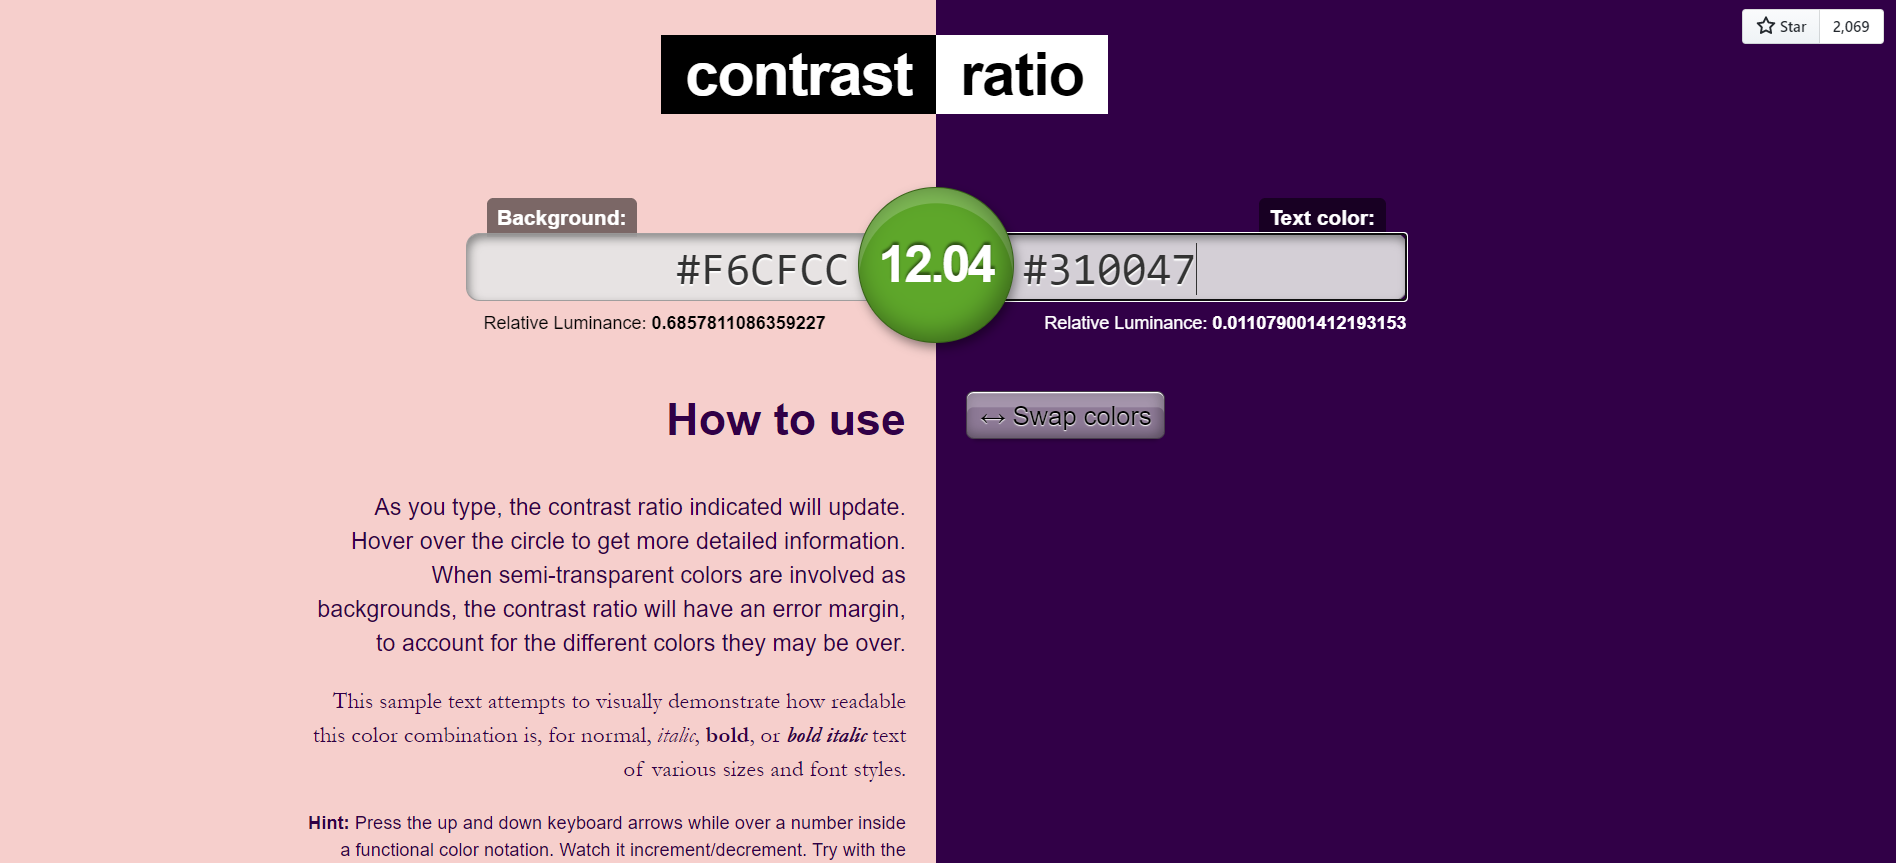 Star 2,069
contrast ratio
Background:
Text color:
#F6CFCC
12.04
#310047
Relative Luminance: 0.6857811086359227
Relative Luminance: 0.011079001412193153
How to use
↔ Swap colors
As you type, the contrast ratio indicated will update.
Hover over the circle to get more detailed information.
When semi-transparent colors are involved as
backgrounds, the contrast ratio will have an error margin,
to account for the different colors they may be over.
This sample text attempts to visually demonstrate how readable
this color combination is, for normal, italic, bold, or bold italic text
of various sizes and font styles.
Hint: Press the up and down keyboard arrows while over a number inside
a functional color notation. Watch it increment/decrement. Try with the